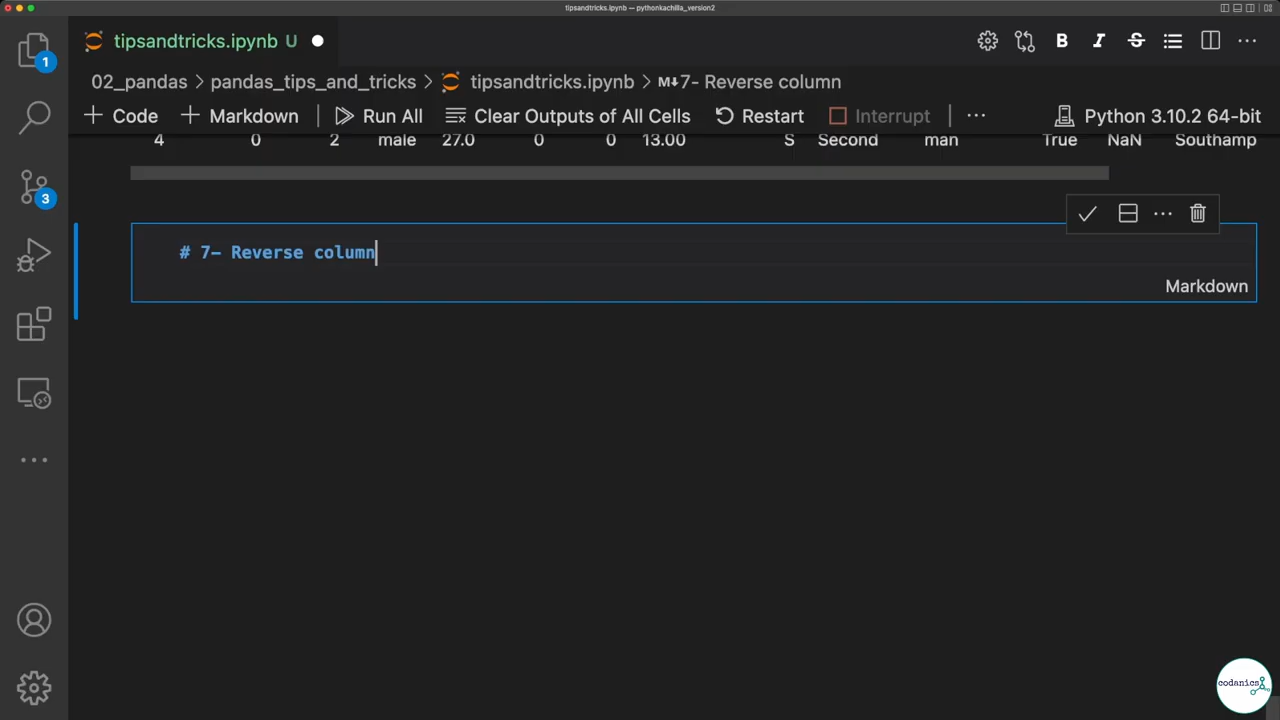 tipsandtricks.ipynb — pythonkachilla_version2
tipsandtricks.ipynb U
02_pandas > pandas_tips_and_tricks > tipsandtricks.ipynb > M↓7- Reverse column
+ Code + Markdown Run All Clear Outputs of All Cells Restart Interrupt ... Python 3.10.2 64-bit
4 0 2 male 27.0 0 0 13.00 S Second man True NaN Southamp
# 7- Reverse column
Markdown
1
3
codanics